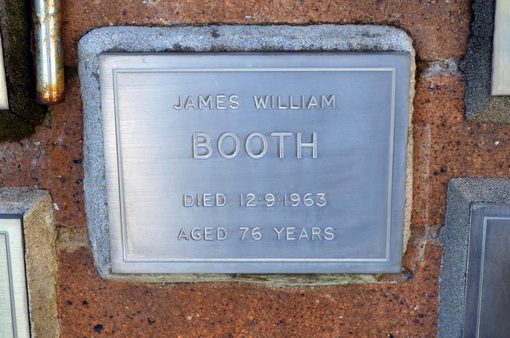 JAMES WILLIAM
BOOTH
DIED 12·9·1963
AGED 76 YEARS